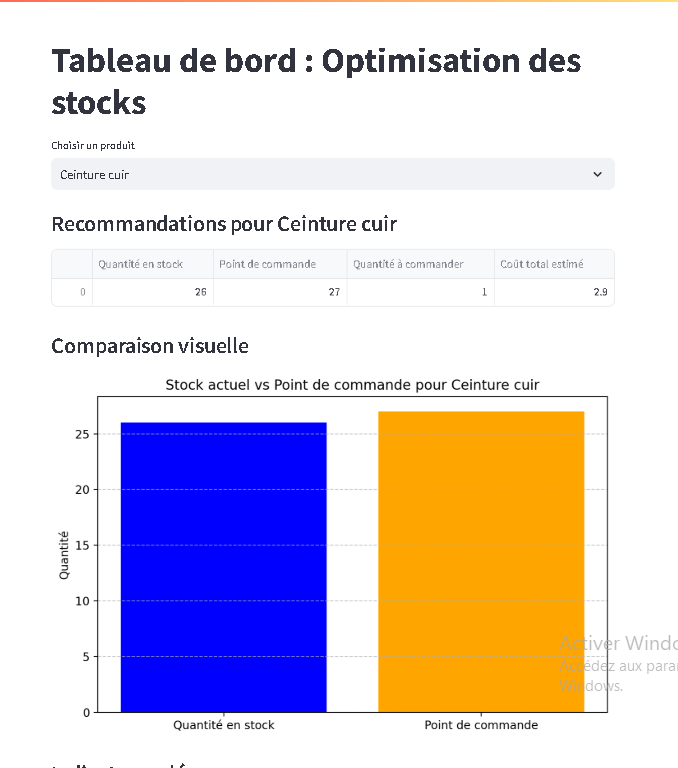 Tableau de bord : Optimisation des
stocks
Choisir un produit
Ceinture cuir
Recommandations pour Ceinture cuir
Quantité en stock Point de commande Quantité à commander Coût total estimé
0 26 27 1 2.9
Comparaison visuelle
Stock actuel vs Point de commande pour Ceinture cuir
25
20
15
10
5
0
Quantité
Quantité en stock Point de commande
Activer Windo
Accédez aux para
Windows.